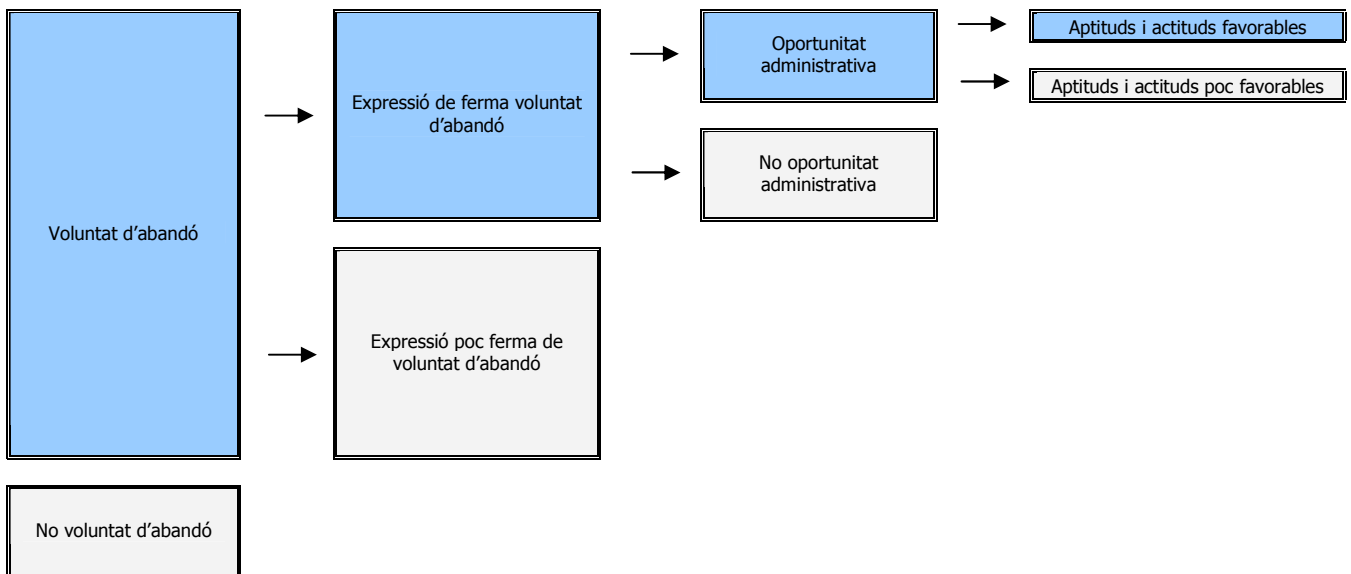 Voluntat d’abandó
Expressió de ferma voluntat
d’abandó
Oportunitat
administrativa
Aptituds i actituds favorables
Aptituds i actituds poc favorables
No oportunitat
administrativa
Expressió poc ferma de
voluntat d’abandó
No voluntat d’abandó